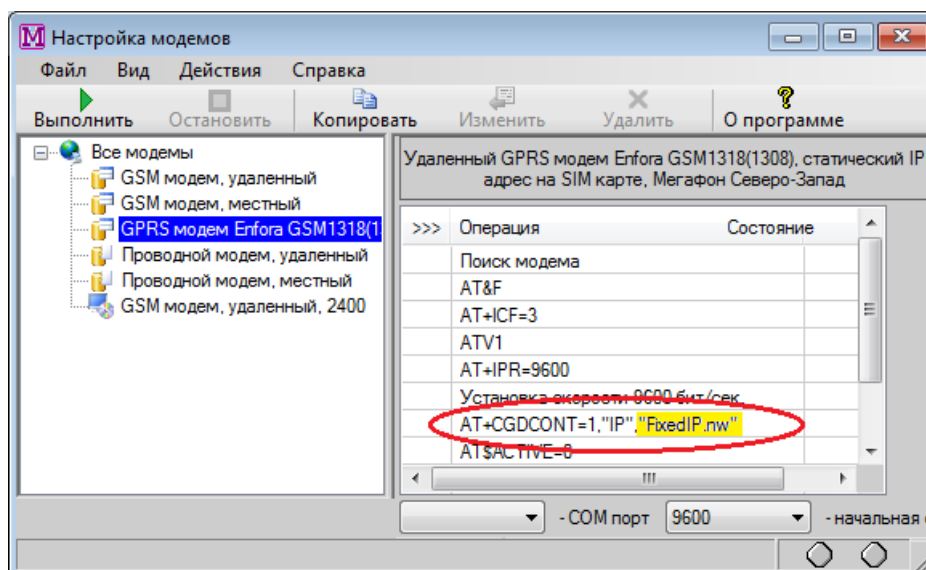 M Настройка модемов
Файл Вид Действия Справка
Выполнить Остановить Копировать Изменить Удалить О программе
Все модемы
GSM модем, удаленный
GSM модем, местный
GPRS модем Enfora GSM1318(1
Проводной модем, удаленный
Проводной модем, местный
GSM модем, удаленный, 2400
Удаленный GPRS модем Enfora GSM1318(1308), статический IP
адрес на SIM карте, Мегафон Северо-Запад
>>> Операция Состояние
Поиск модема
AT&F
AT+ICF=3
ATV1
AT+IPR=9600
Установка скорости 9600 бит/сек
AT+CGDCONT=1,"IP","FixedIP.nw"
AT$ACTIVE=0
- COM порт 9600 - начальная